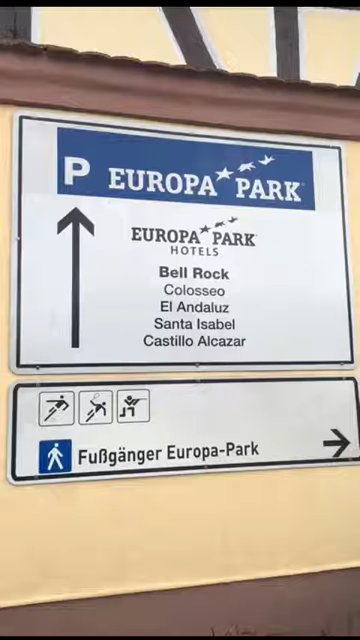 P EUROPA PARK
EUROPA PARK
HOTELS
Bell Rock
Colosseo
El Andaluz
Santa Isabel
Castillo Alcazar
Fußgänger Europa-Park